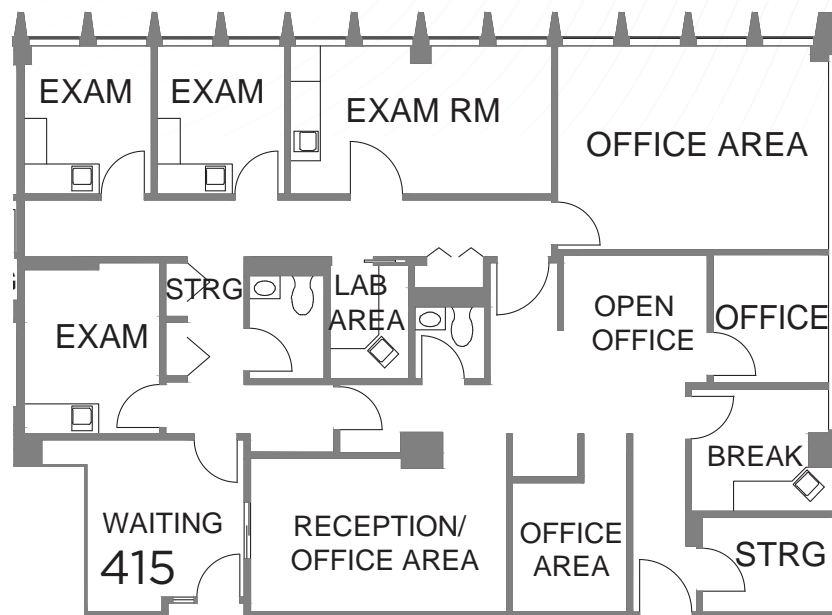 EXAM
EXAM
EXAM RM
OFFICE AREA
STRG
LAB
AREA
EXAM
OPEN
OFFICE
OFFICE
BREAK
WAITING
415
RECEPTION/
OFFICE AREA
OFFICE
AREA
STRG